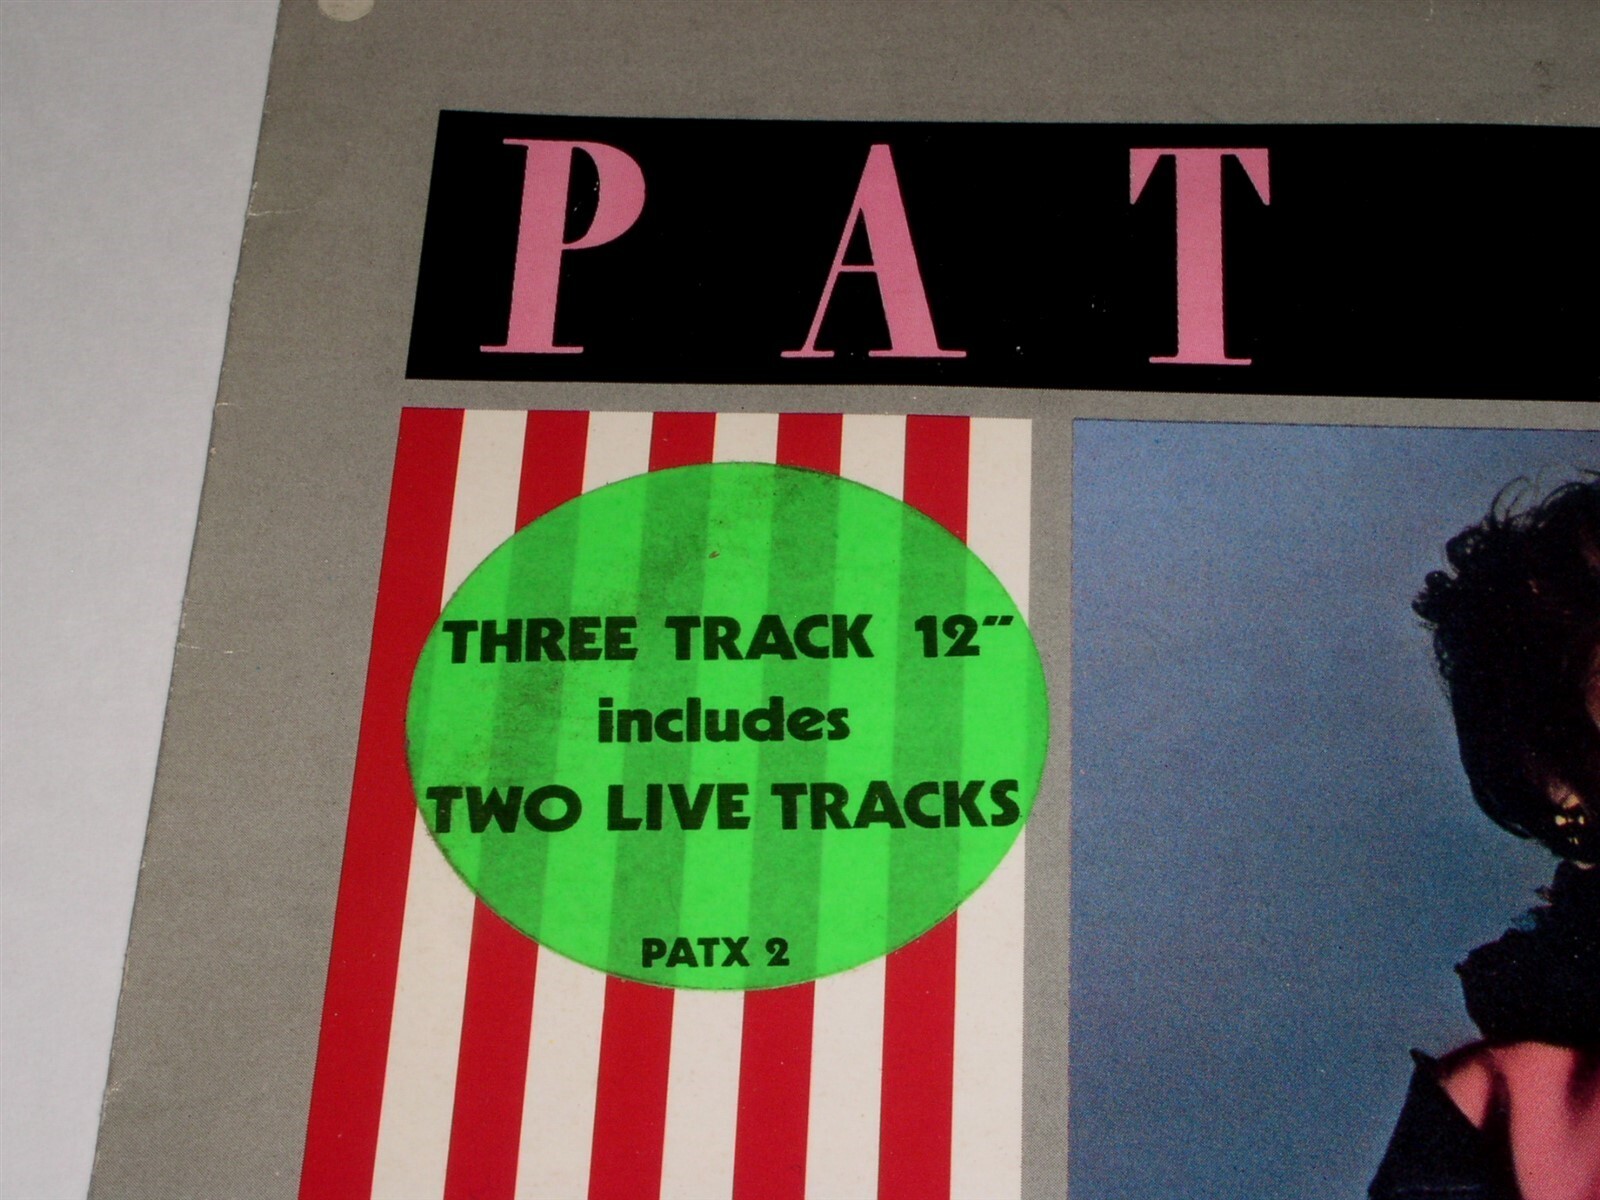 PAT
THREE TRACK 12"
includes
TWO LIVE TRACKS
PATX 2